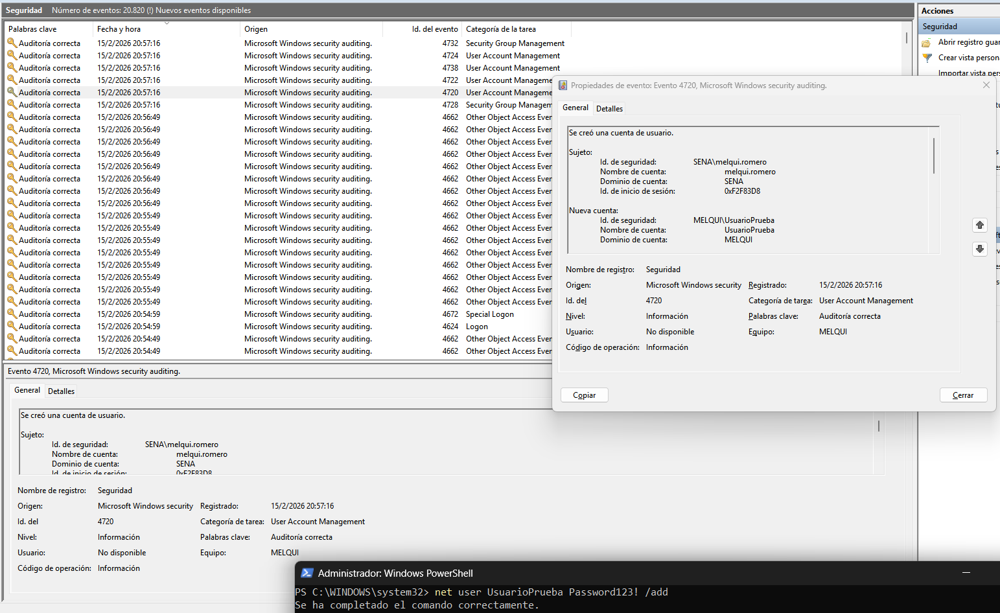 Seguridad Número de eventos: 20.820 (!) Nuevos eventos disponibles
Palabras clave Fecha y hora Origen Id. del evento Categoría de la tarea
Auditoría correcta 15/2/2026 20:57:16 Microsoft Windows security auditing. 4732 Security Group Management
Auditoría correcta 15/2/2026 20:57:16 Microsoft Windows security auditing. 4724 User Account Management
Auditoría correcta 15/2/2026 20:57:16 Microsoft Windows security auditing. 4738 User Account Management
Auditoría correcta 15/2/2026 20:57:16 Microsoft Windows security auditing. 4722 User Account Manageme
Auditoría correcta 15/2/2026 20:57:16 Microsoft Windows security auditing. 4720 User Account Manageme
Auditoría correcta 15/2/2026 20:57:16 Microsoft Windows security auditing. 4728 Security Group Managem
Auditoría correcta 15/2/2026 20:56:49 Microsoft Windows security auditing. 4662 Other Object Access Ever
Auditoría correcta 15/2/2026 20:56:49 Microsoft Windows security auditing. 4662 Other Object Access Ever
Auditoría correcta 15/2/2026 20:56:49 Microsoft Windows security auditing. 4662 Other Object Access Ever
Auditoría correcta 15/2/2026 20:56:49 Microsoft Windows security auditing. 4662 Other Object Access Ever
Auditoría correcta 15/2/2026 20:56:49 Microsoft Windows security auditing. 4662 Other Object Access Ever
Auditoría correcta 15/2/2026 20:56:49 Microsoft Windows security auditing. 4662 Other Object Access Ever
Auditoría correcta 15/2/2026 20:56:49 Microsoft Windows security auditing. 4662 Other Object Access Ever
Auditoría correcta 15/2/2026 20:56:49 Microsoft Windows security auditing. 4662 Other Object Access Ever
Auditoría correcta 15/2/2026 20:55:49 Microsoft Windows security auditing. 4662 Other Object Access Ever
Auditoría correcta 15/2/2026 20:55:49 Microsoft Windows security auditing. 4662 Other Object Access Ever
Auditoría correcta 15/2/2026 20:55:49 Microsoft Windows security auditing. 4662 Other Object Access Ever
Auditoría correcta 15/2/2026 20:55:49 Microsoft Windows security auditing. 4662 Other Object Access Ever
Auditoría correcta 15/2/2026 20:55:49 Microsoft Windows security auditing. 4662 Other Object Access Ever
Auditoría correcta 15/2/2026 20:55:49 Microsoft Windows security auditing. 4662 Other Object Access Ever
Auditoría correcta 15/2/2026 20:55:49 Microsoft Windows security auditing. 4662 Other Object Access Ever
Auditoría correcta 15/2/2026 20:55:49 Microsoft Windows security auditing. 4662 Other Object Access Ever
Auditoría correcta 15/2/2026 20:54:59 Microsoft Windows security auditing. 4672 Special Logon
Auditoría correcta 15/2/2026 20:54:59 Microsoft Windows security auditing. 4624 Logon
Auditoría correcta 15/2/2026 20:54:49 Microsoft Windows security auditing. 4662 Other Object Access Ever
Auditoría correcta 15/2/2026 20:54:49 Microsoft Windows security auditing. 4662 Other Object Access Ever
Acciones
Seguridad
Abrir registro guar
Crear vista persona
Importar vista pers
Propiedades de evento: Evento 4720, Microsoft Windows security auditing.
General Detalles
Se creó una cuenta de usuario.
Sujeto:
Id. de seguridad: SENA\melqui.romero
Nombre de cuenta: melqui.romero
Dominio de cuenta: SENA
Id. de inicio de sesión: 0xF2F83D8
Nueva cuenta:
Id. de seguridad: MELQUI\UsuarioPrueba
Nombre de cuenta: UsuarioPrueba
Dominio de cuenta: MELQUI
Nombre de registro: Seguridad
Origen: Microsoft Windows security Registrado: 15/2/2026 20:57:16
Id. del 4720 Categoría de tarea: User Account Management
Nivel: Información Palabras clave: Auditoría correcta
Usuario: No disponible Equipo: MELQUI
Código de operación: Información
Copiar Cerrar
Evento 4720, Microsoft Windows security auditing.
General Detalles
Se creó una cuenta de usuario.
Sujeto:
Id. de seguridad: SENA\melqui.romero
Nombre de cuenta: melqui.romero
Dominio de cuenta: SENA
Id. de inicio de sesión: 0xF2F83D8
Nombre de registro: Seguridad
Origen: Microsoft Windows security Registrado: 15/2/2026 20:57:16
Id. del 4720 Categoría de tarea: User Account Management
Nivel: Información Palabras clave: Auditoría correcta
Usuario: No disponible Equipo: MELQUI
Código de operación: Información
Administrador: Windows PowerShell
PS C:\WINDOWS\system32> net user UsuarioPrueba Password123! /add
Se ha completado el comando correctamente.